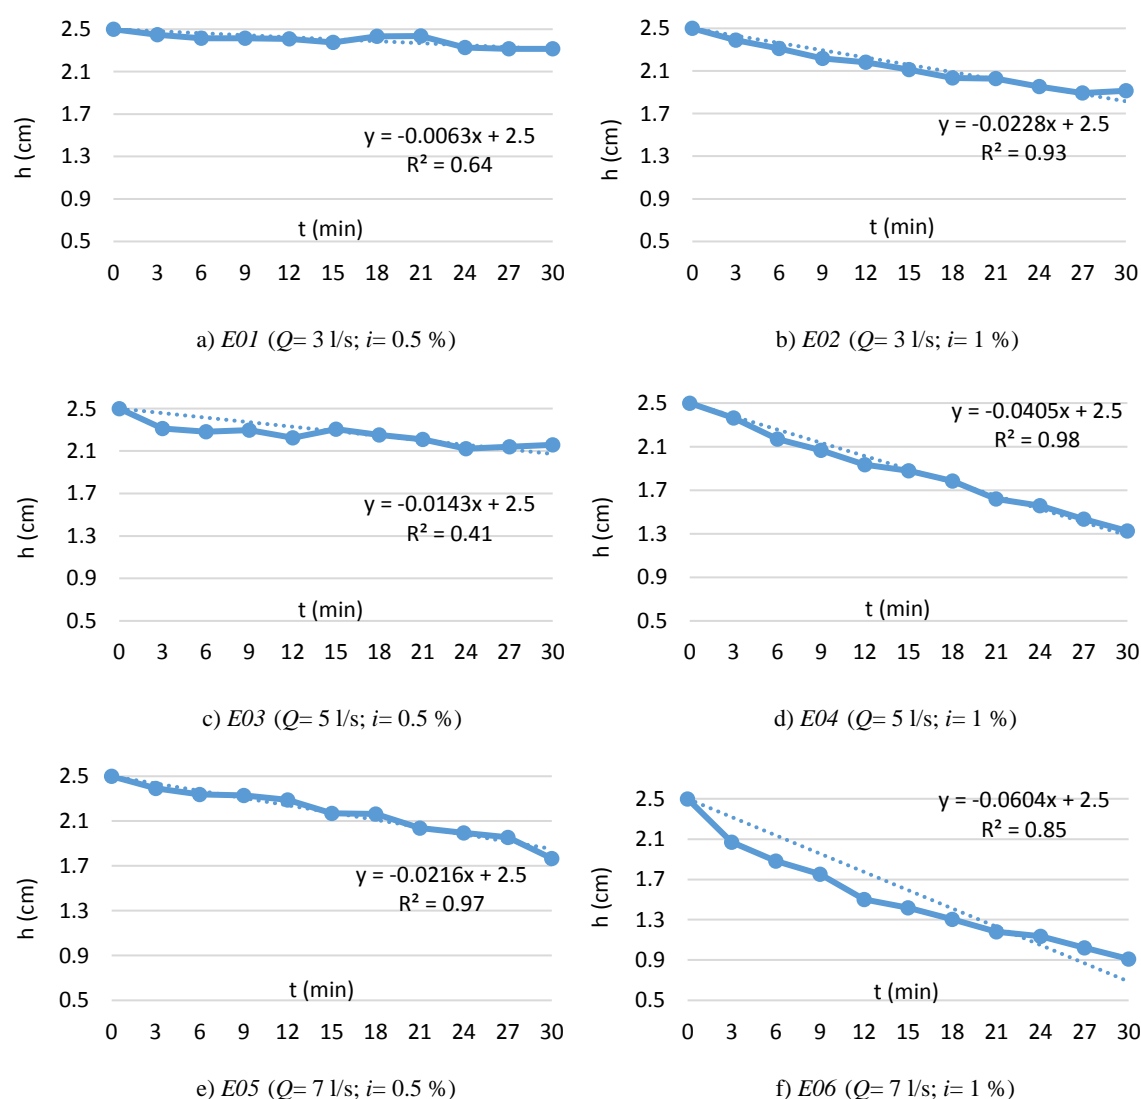 2.5
2.1
1.7
1.3
0.9
0.5
h (cm)
y = -0.0063x + 2.5
R² = 0.64
t (min)
0 3 6 9 12 15 18 21 24 27 30
a) E01 (Q= 3 l/s; i= 0.5 %)
2.5
2.1
1.7
1.3
0.9
0.5
h (cm)
y = -0.0228x + 2.5
R² = 0.93
t (min)
0 3 6 9 12 15 18 21 24 27 30
b) E02 (Q= 3 l/s; i= 1 %)
2.5
2.1
1.7
1.3
0.9
0.5
h (cm)
y = -0.0143x + 2.5
R² = 0.41
t (min)
0 3 6 9 12 15 18 21 24 27 30
c) E03 (Q= 5 l/s; i= 0.5 %)
2.5
2.1
1.7
1.3
0.9
0.5
h (cm)
y = -0.0405x + 2.5
R² = 0.98
t (min)
0 3 6 9 12 15 18 21 24 27 30
d) E04 (Q= 5 l/s; i= 1 %)
2.5
2.1
1.7
1.3
0.9
0.5
h (cm)
y = -0.0216x + 2.5
R² = 0.97
t (min)
0 3 6 9 12 15 18 21 24 27 30
e) E05 (Q= 7 l/s; i= 0.5 %)
2.5
2.1
1.7
1.3
0.9
0.5
h (cm)
y = -0.0604x + 2.5
R² = 0.85
t (min)
0 3 6 9 12 15 18 21 24 27 30
f) E06 (Q= 7 l/s; i= 1 %)